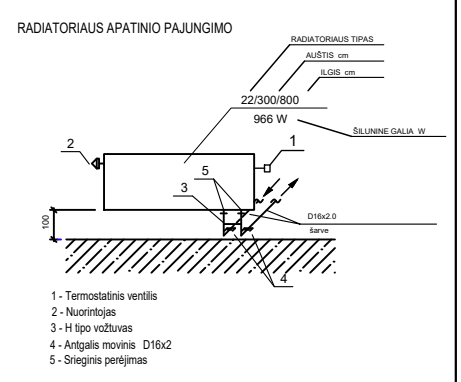 RADIATORIAUS APATINIO PAJUNGIMO
RADIATORIAUS TIPAS
AUŠTIS cm
ILGIS cm
22/300/800
966 W
ŠILUNINE GALIA W
2
1
5
3
D16x2.0
šarve
100
4
1 - Termostatinis ventilis
2 - Nuorintojas
3 - H tipo vožtuvas
4 - Antgalis movinis D16x2
5 - Srieginis perėjimas